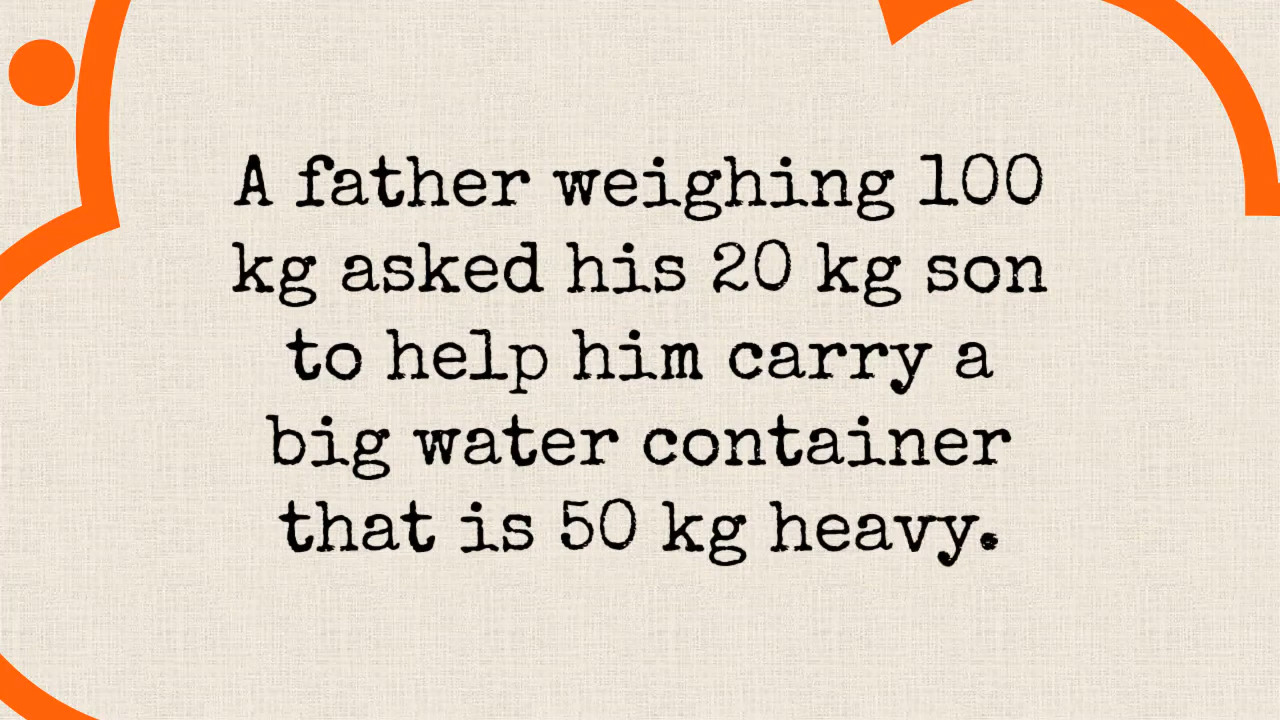 A father weighing 100
kg asked his 20 kg son
to help him carry a
big water container
that is 50 kg heavy.